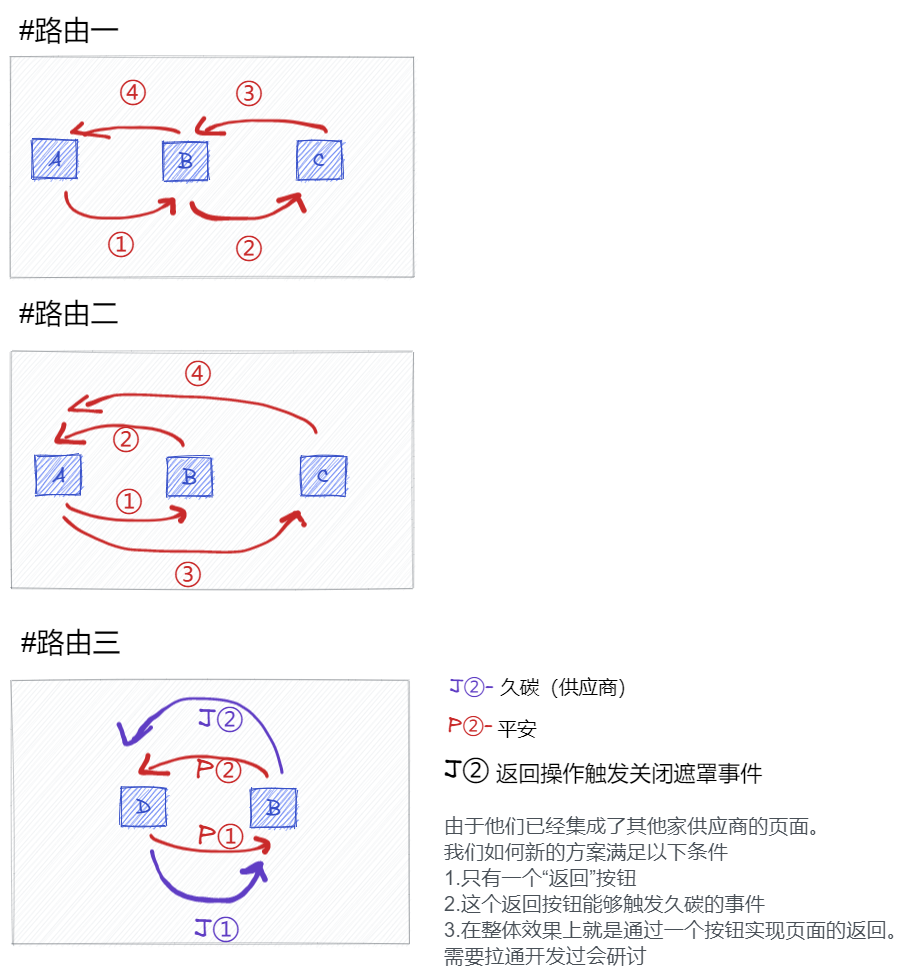 #路由一
④ ③
A B C
① ②
#路由二
④
②
A B C
①
③
#路由三
J②
P②
D B
P①
J①
J②- 久碳（供应商）
P②- 平安
J② 返回操作触发关闭遮罩事件
由于他们已经集成了其他家供应商的页面。
我们如何新的方案满足以下条件
1.只有一个“返回”按钮
2.这个返回按钮能够触发久碳的事件
3.在整体效果上就是通过一个按钮实现页面的返回。
需要拉通开发过会研讨